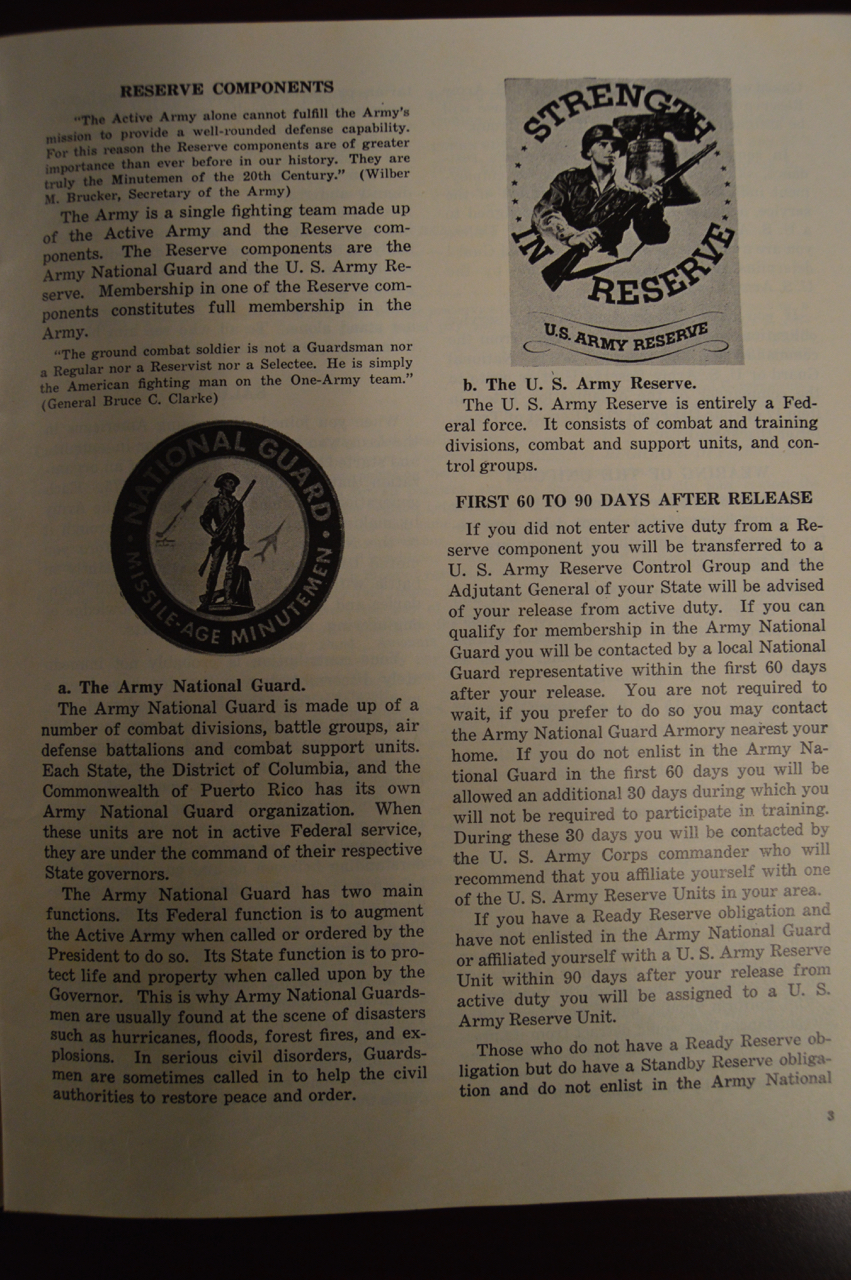 RESERVE COMPONENTS
"The Active Army alone cannot fulfill the Army's
mission to provide a well-rounded defense capability.
For this reason the Reserve components are of greater
importance than ever before in our history. They are
truly the Minutemen of the 20th Century." (Wilber
M. Brucker, Secretary of the Army)
The Army is a single fighting team made up
of the Active Army and the Reserve com-
ponents. The Reserve components are the
Army National Guard and the U. S. Army Re-
serve. Membership in one of the Reserve com-
ponents constitutes full membership in the
Army.
"The ground combat soldier is not a Guardsman nor
a Regular nor a Reservist nor a Selectee. He is simply
the American fighting man on the One-Army team."
(General Bruce C. Clarke)
NATIONAL GUARD
MISSILE-AGE MINUTEMEN
a. The Army National Guard.
The Army National Guard is made up of a
number of combat divisions, battle groups, air
defense battalions and combat support units.
Each State, the District of Columbia, and the
Commonwealth of Puerto Rico has its own
Army National Guard organization. When
these units are not in active Federal service,
they are under the command of their respective
State governors.
The Army National Guard has two main
functions. Its Federal function is to augment
the Active Army when called or ordered by the
President to do so. Its State function is to pro-
tect life and property when called upon by the
Governor. This is why Army National Guards-
men are usually found at the scene of disasters
such as hurricanes, floods, forest fires, and ex-
plosions. In serious civil disorders, Guards-
men are sometimes called in to help the civil
authorities to restore peace and order.
STRENGTH
IN RESERVE
U.S. ARMY RESERVE
b. The U. S. Army Reserve.
The U. S. Army Reserve is entirely a Fed-
eral force. It consists of combat and training
divisions, combat and support units, and con-
trol groups.
FIRST 60 TO 90 DAYS AFTER RELEASE
If you did not enter active duty from a Re-
serve component you will be transferred to a
U. S. Army Reserve Control Group and the
Adjutant General of your State will be advised
of your release from active duty. If you can
qualify for membership in the Army National
Guard you will be contacted by a local National
Guard representative within the first 60 days
after your release. You are not required to
wait, if you prefer to do so you may contact
the Army National Guard Armory nearest your
home. If you do not enlist in the Army Na-
tional Guard in the first 60 days you will be
allowed an additional 30 days during which you
will not be required to participate in training.
During these 30 days you will be contacted by
the U. S. Army Corps commander who will
recommend that you affiliate yourself with one
of the U. S. Army Reserve Units in your area.
If you have a Ready Reserve obligation and
have not enlisted in the Army National Guard
or affiliated yourself with a U. S. Army Reserve
Unit within 90 days after your release from
active duty you will be assigned to a U. S.
Army Reserve Unit.
Those who do not have a Ready Reserve ob-
ligation but do have a Standby Reserve obliga-
tion and do not enlist in the Army National
3